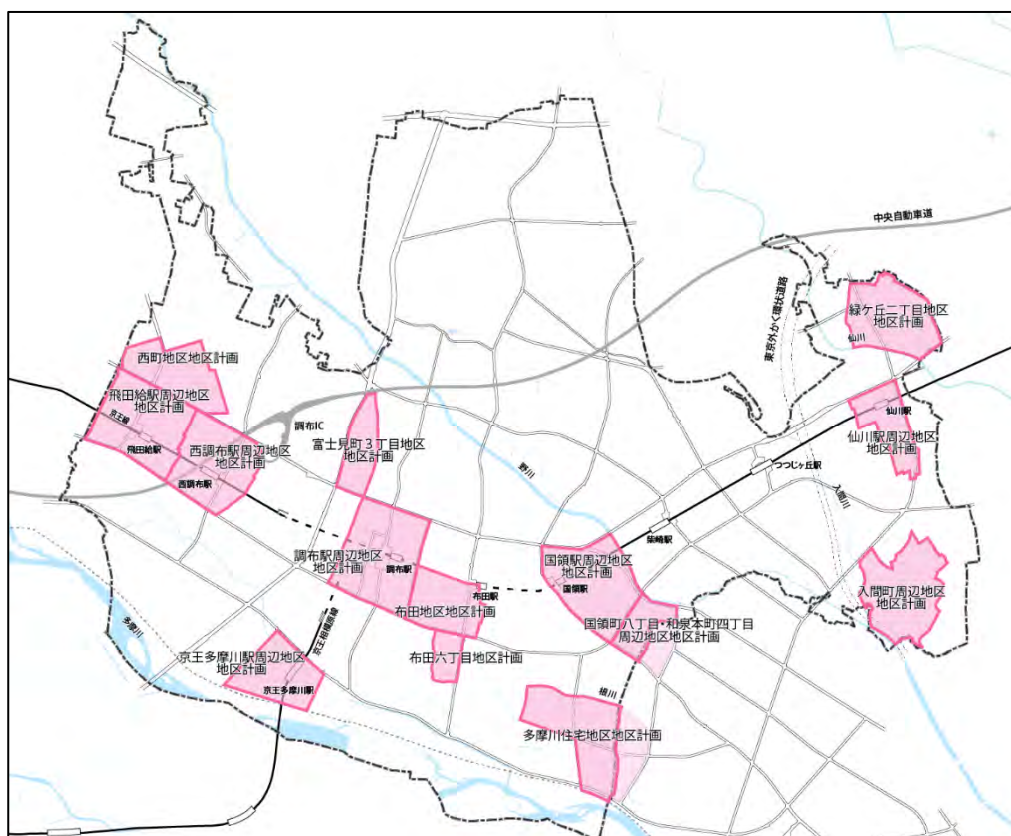 中央自動車道
東京外かく環状道路
緑ケ丘二丁目地区
地区計画
仙川
西町地区地区計画
飛田給駅周辺地区
地区計画
京王線
飛田給駅
調布IC
西調布駅周辺地区
地区計画
西調布駅
富士見町3丁目地区
地区計画
野川
仙川駅
仙川駅周辺地区
地区計画
つつじヶ丘駅
入間川
柴崎駅
調布駅周辺地区
地区計画
調布駅
国領駅周辺地区
地区計画
国領駅
布田駅
布田地区地区計画
入間町周辺地区
地区計画
国領町八丁目・和泉本町四丁目
周辺地区地区計画
多摩川
京王相模原線
京王多摩川駅周辺地区
地区計画
京王多摩川駅
布田六丁目地区計画
根川
多摩川住宅地区地区計画